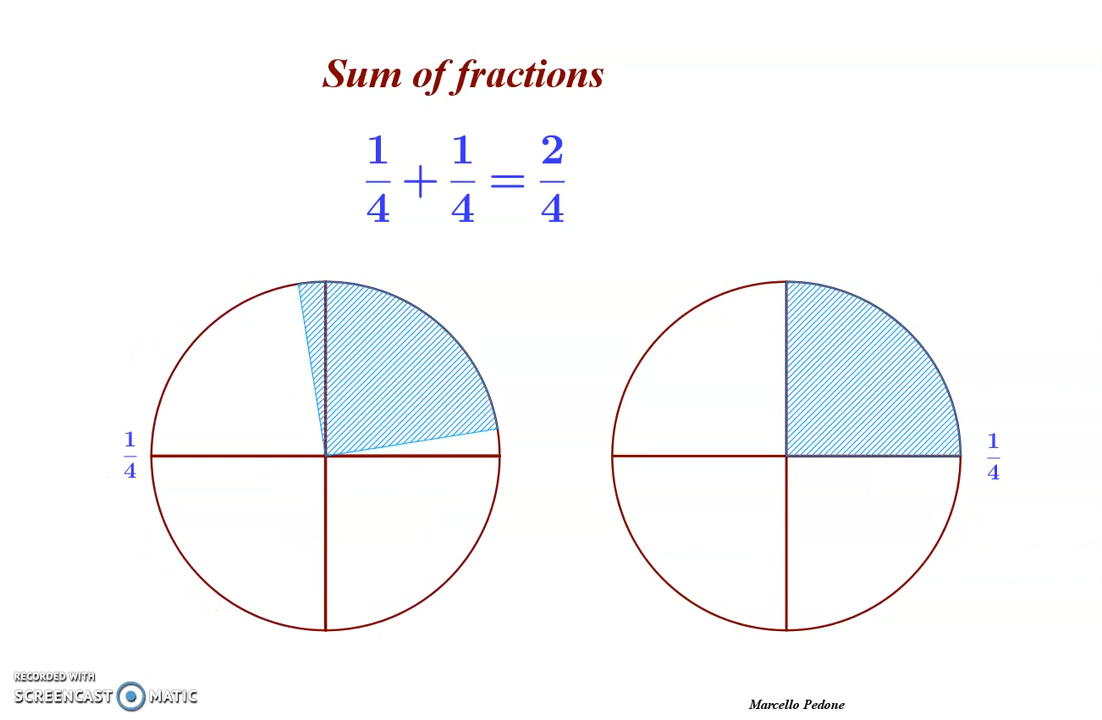 Sum of fractions
1/4 + 1/4 = 2/4
1/4
1/4
RECORDED WITH
SCREENCAST MATIC
Marcello Pedone